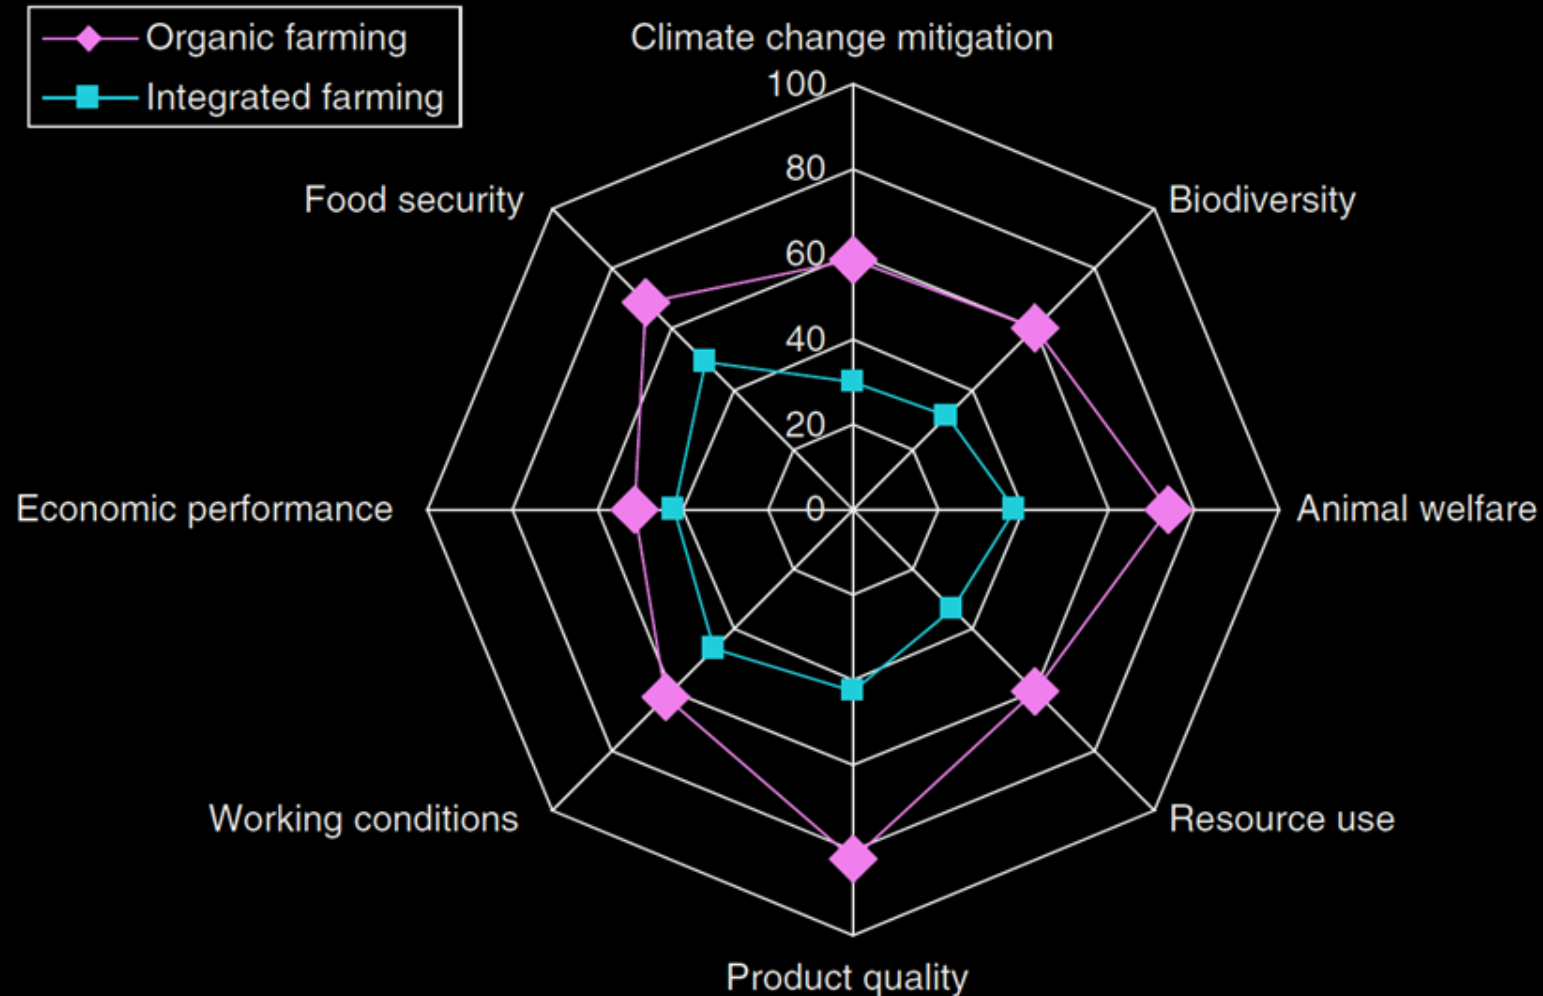 Organic farming
Integrated farming
Climate change mitigation
100
80
60
40
20
0
Food security
Biodiversity
Economic performance
Animal welfare
Working conditions
Resource use
Product quality